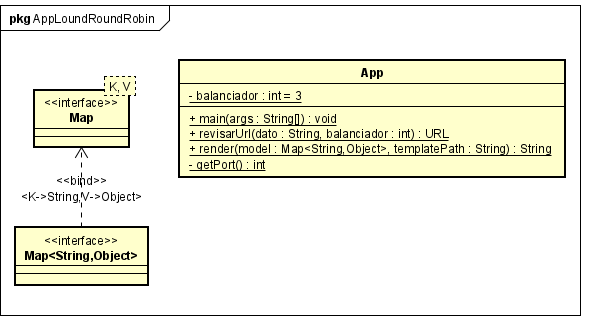 pkg AppLoundRoundRobin
K, V
<<interface>>
Map
<<bind>>
<K->String,V->Object>
<<interface>>
Map<String,Object>
App
- balanciador : int = 3
+ main(args : String[]) : void
+ revisarUrl(dato : String, balanciador : int) : URL
+ render(model : Map<String,Object>, templatePath : String) : String
- getPort() : int